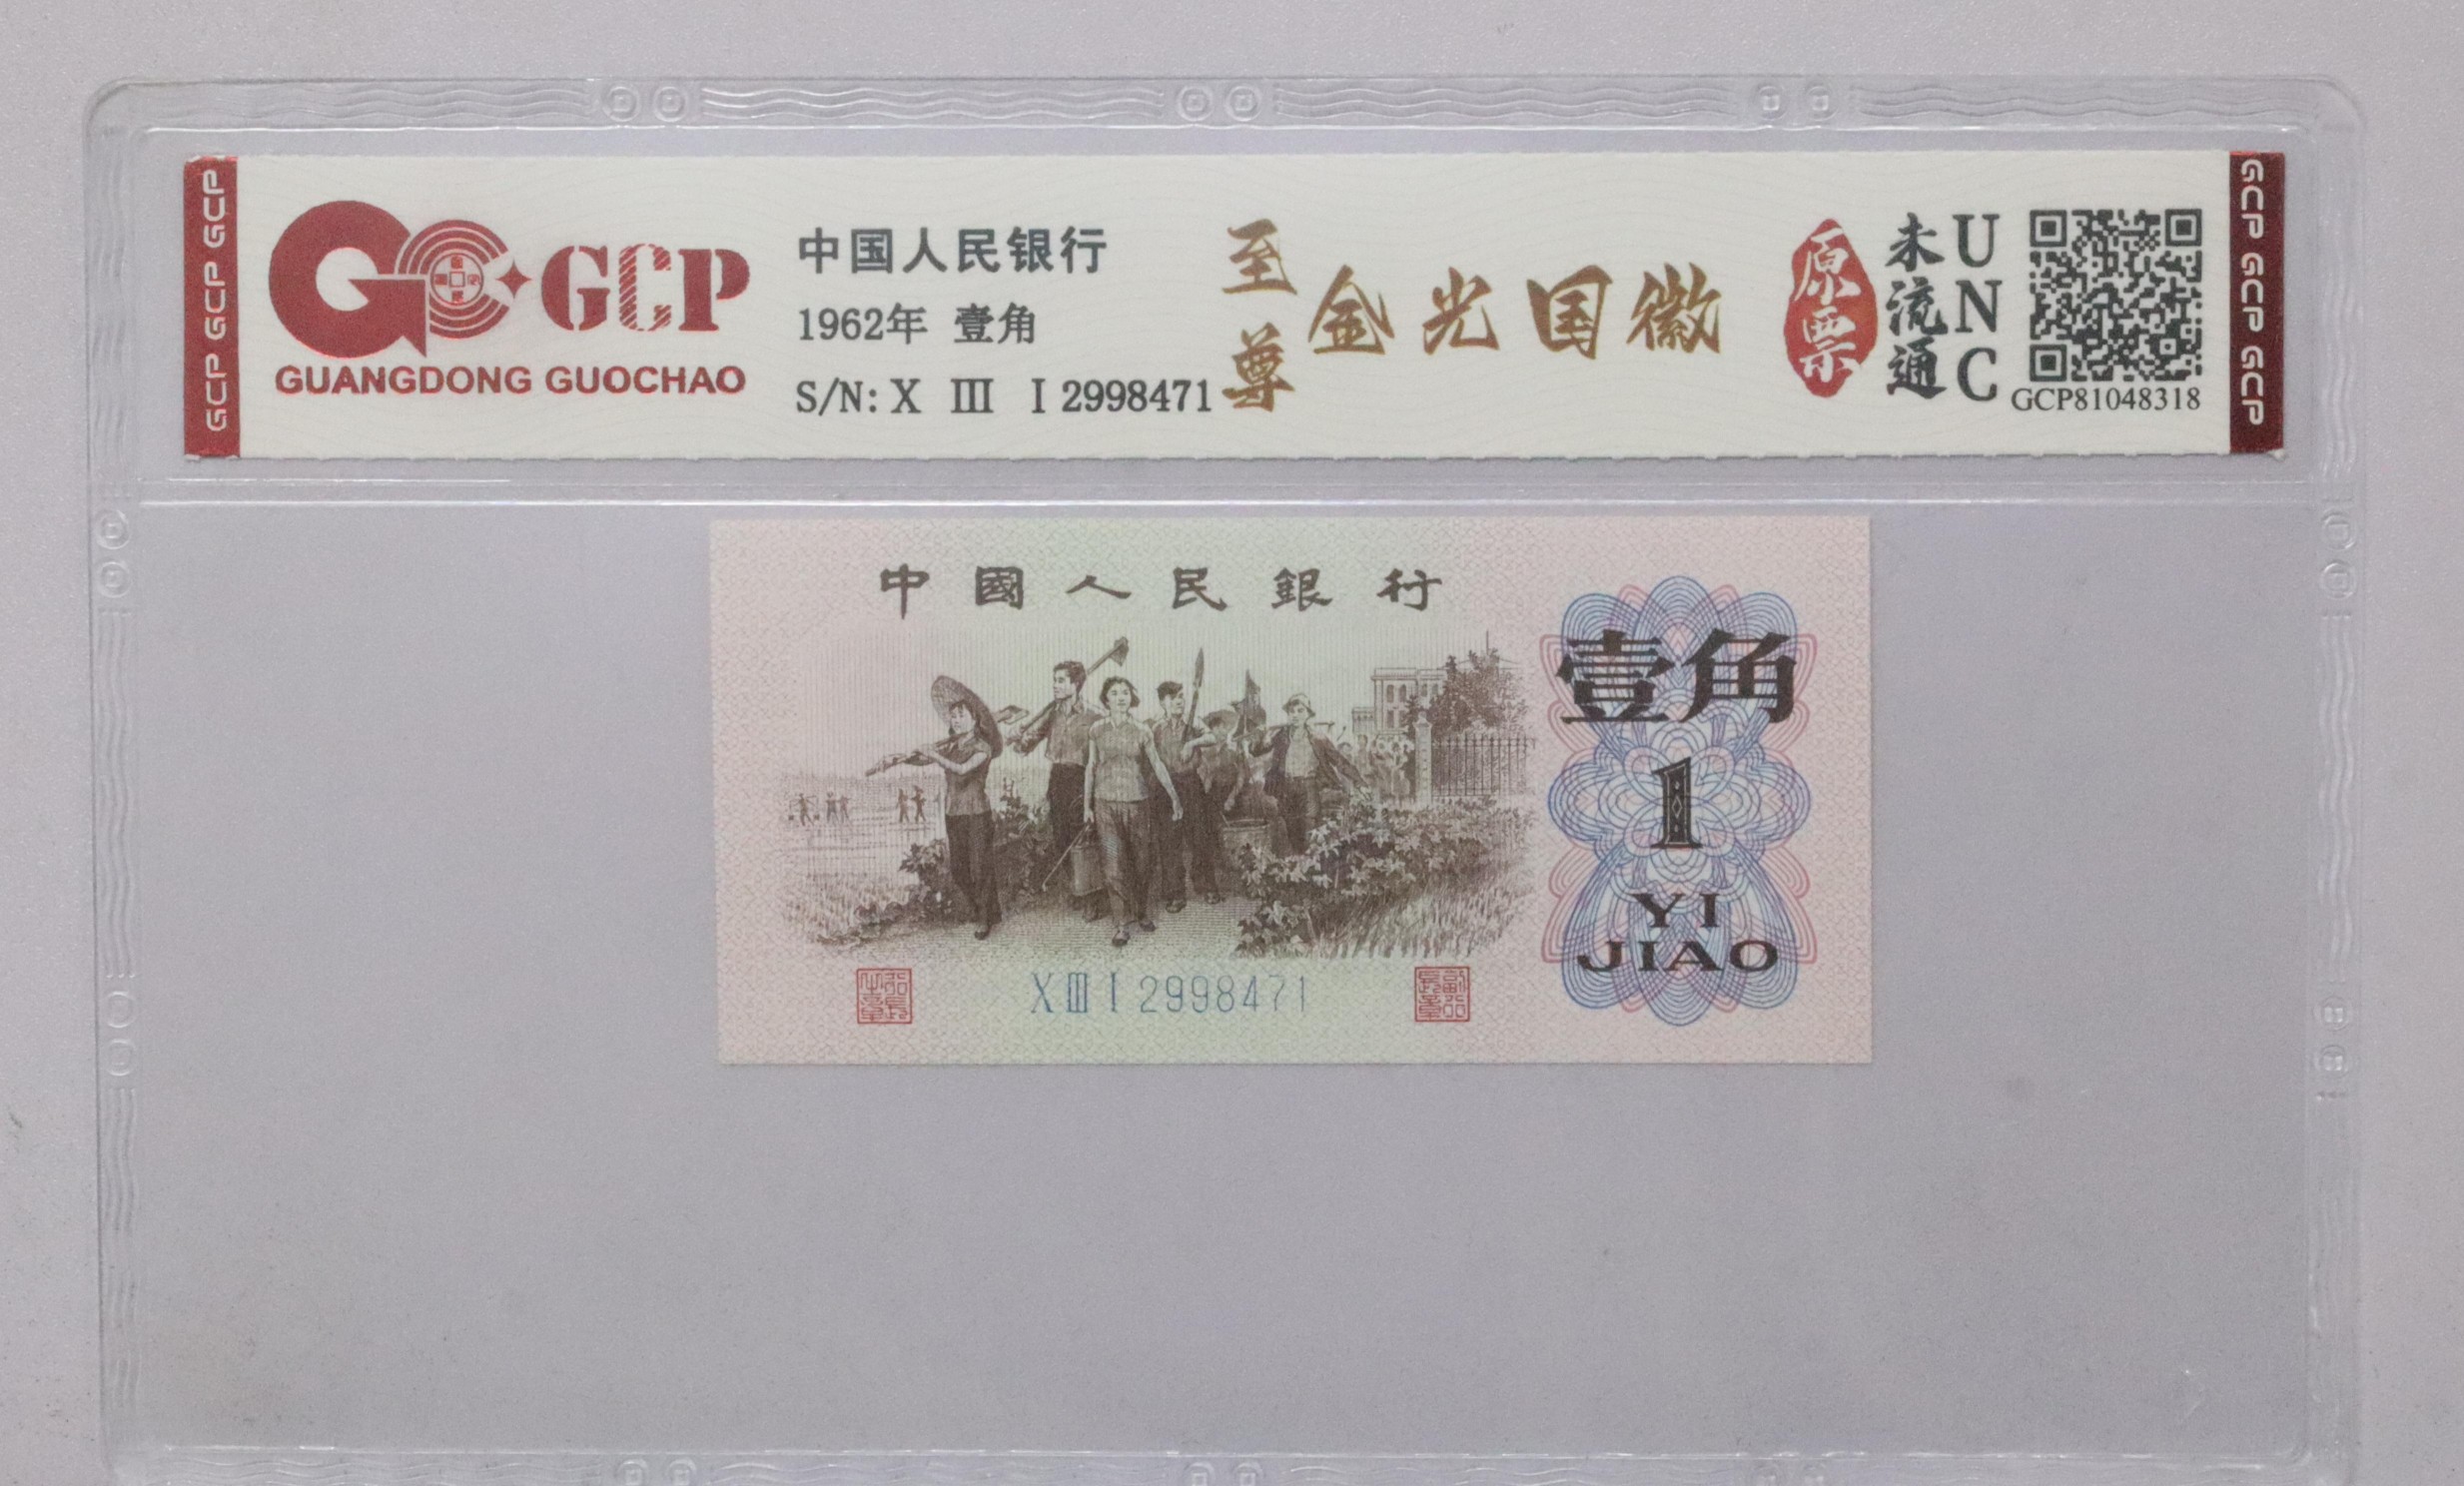 GCP GCP GCP
GCP
GUANGDONG GUOCHAO
中国人民银行
1962年 壹角
S/N: X Ⅲ Ⅰ 2998471
至尊
金光国徽
原票
未流通
UNC
GCP81048318
GCP GCP GCP
中國人民銀行
壹角
1
YI
JIAO
X Ⅲ Ⅰ 2998471